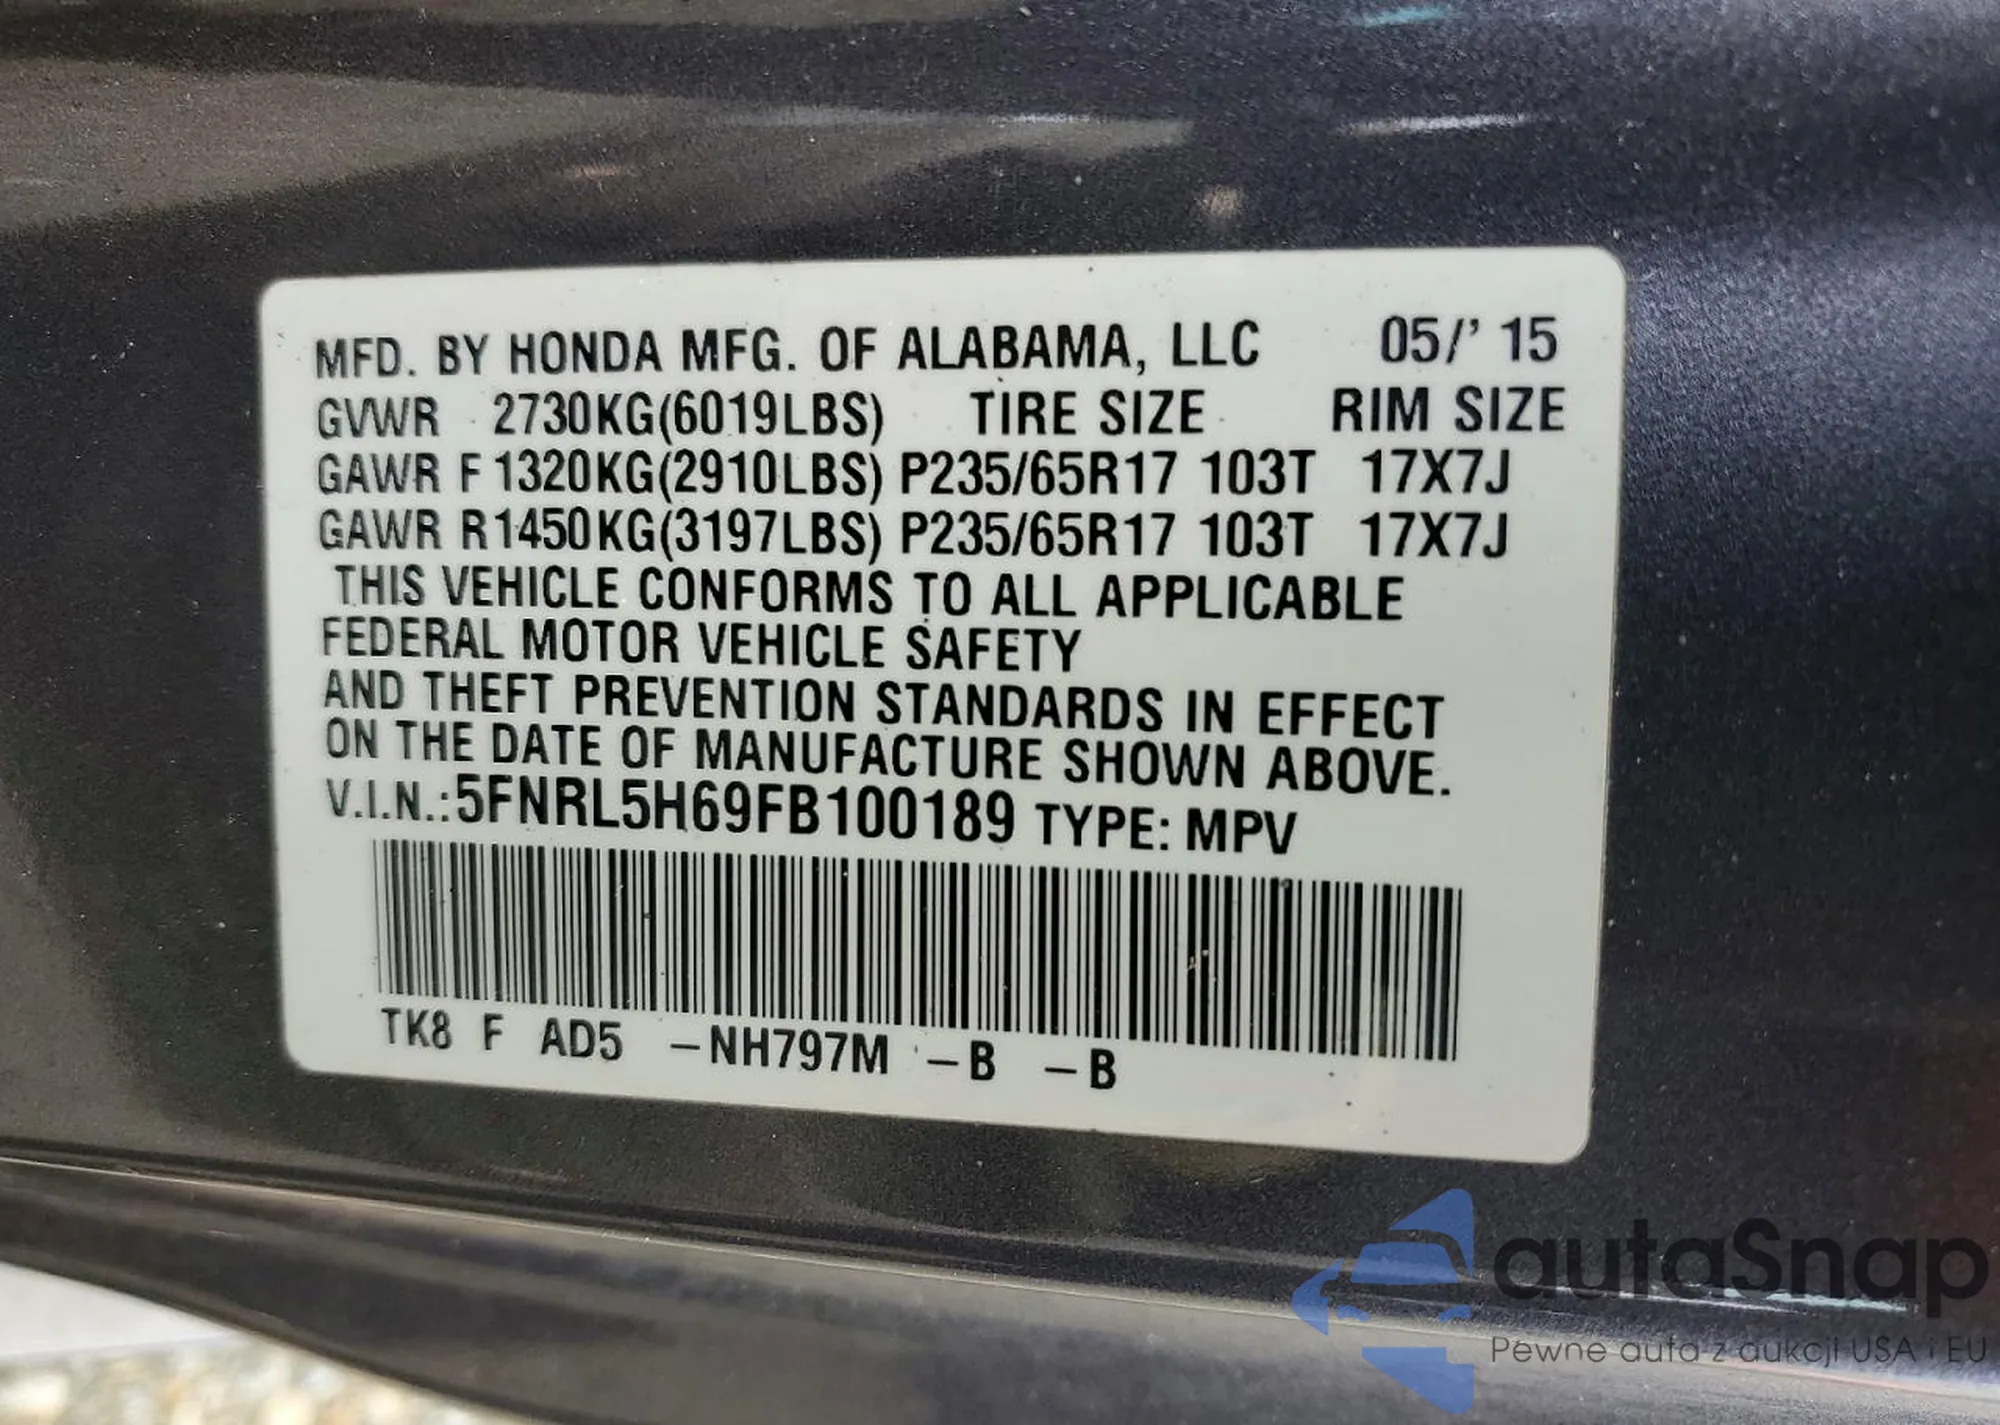 MFD. BY HONDA MFG. OF ALABAMA, LLC 05/' 15
GVWR 2730KG(6019LBS) TIRE SIZE RIM SIZE
GAWR F 1320KG(2910LBS) P235/65R17 103T 17X7J
GAWR R1450KG(3197LBS) P235/65R17 103T 17X7J
THIS VEHICLE CONFORMS TO ALL APPLICABLE
FEDERAL MOTOR VEHICLE SAFETY
AND THEFT PREVENTION STANDARDS IN EFFECT
ON THE DATE OF MANUFACTURE SHOWN ABOVE.
V.I.N.:5FNRL5H69FB100189 TYPE: MPV
TK8 F AD5 -NH797M -B -B
autaSnap
Pewne auta z aukcji USA i EU